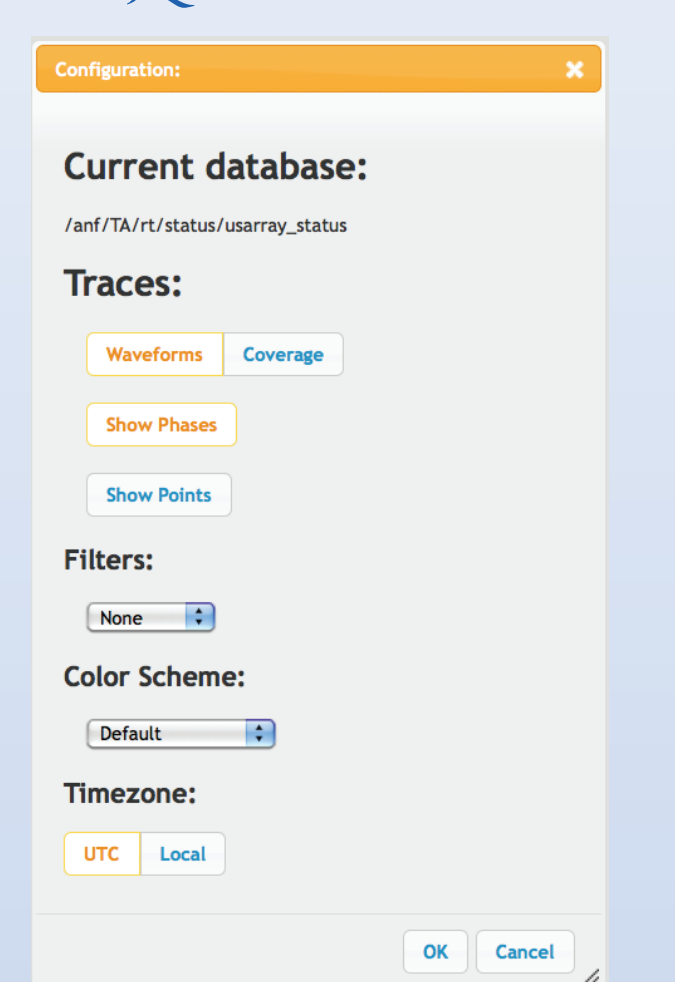 Configuration:
Current database:
/anf/TA/rt/status/usarray_status
Traces:
Waveforms Coverage
Show Phases
Show Points
Filters:
None
Color Scheme:
Default
Timezone:
UTC Local
OK Cancel